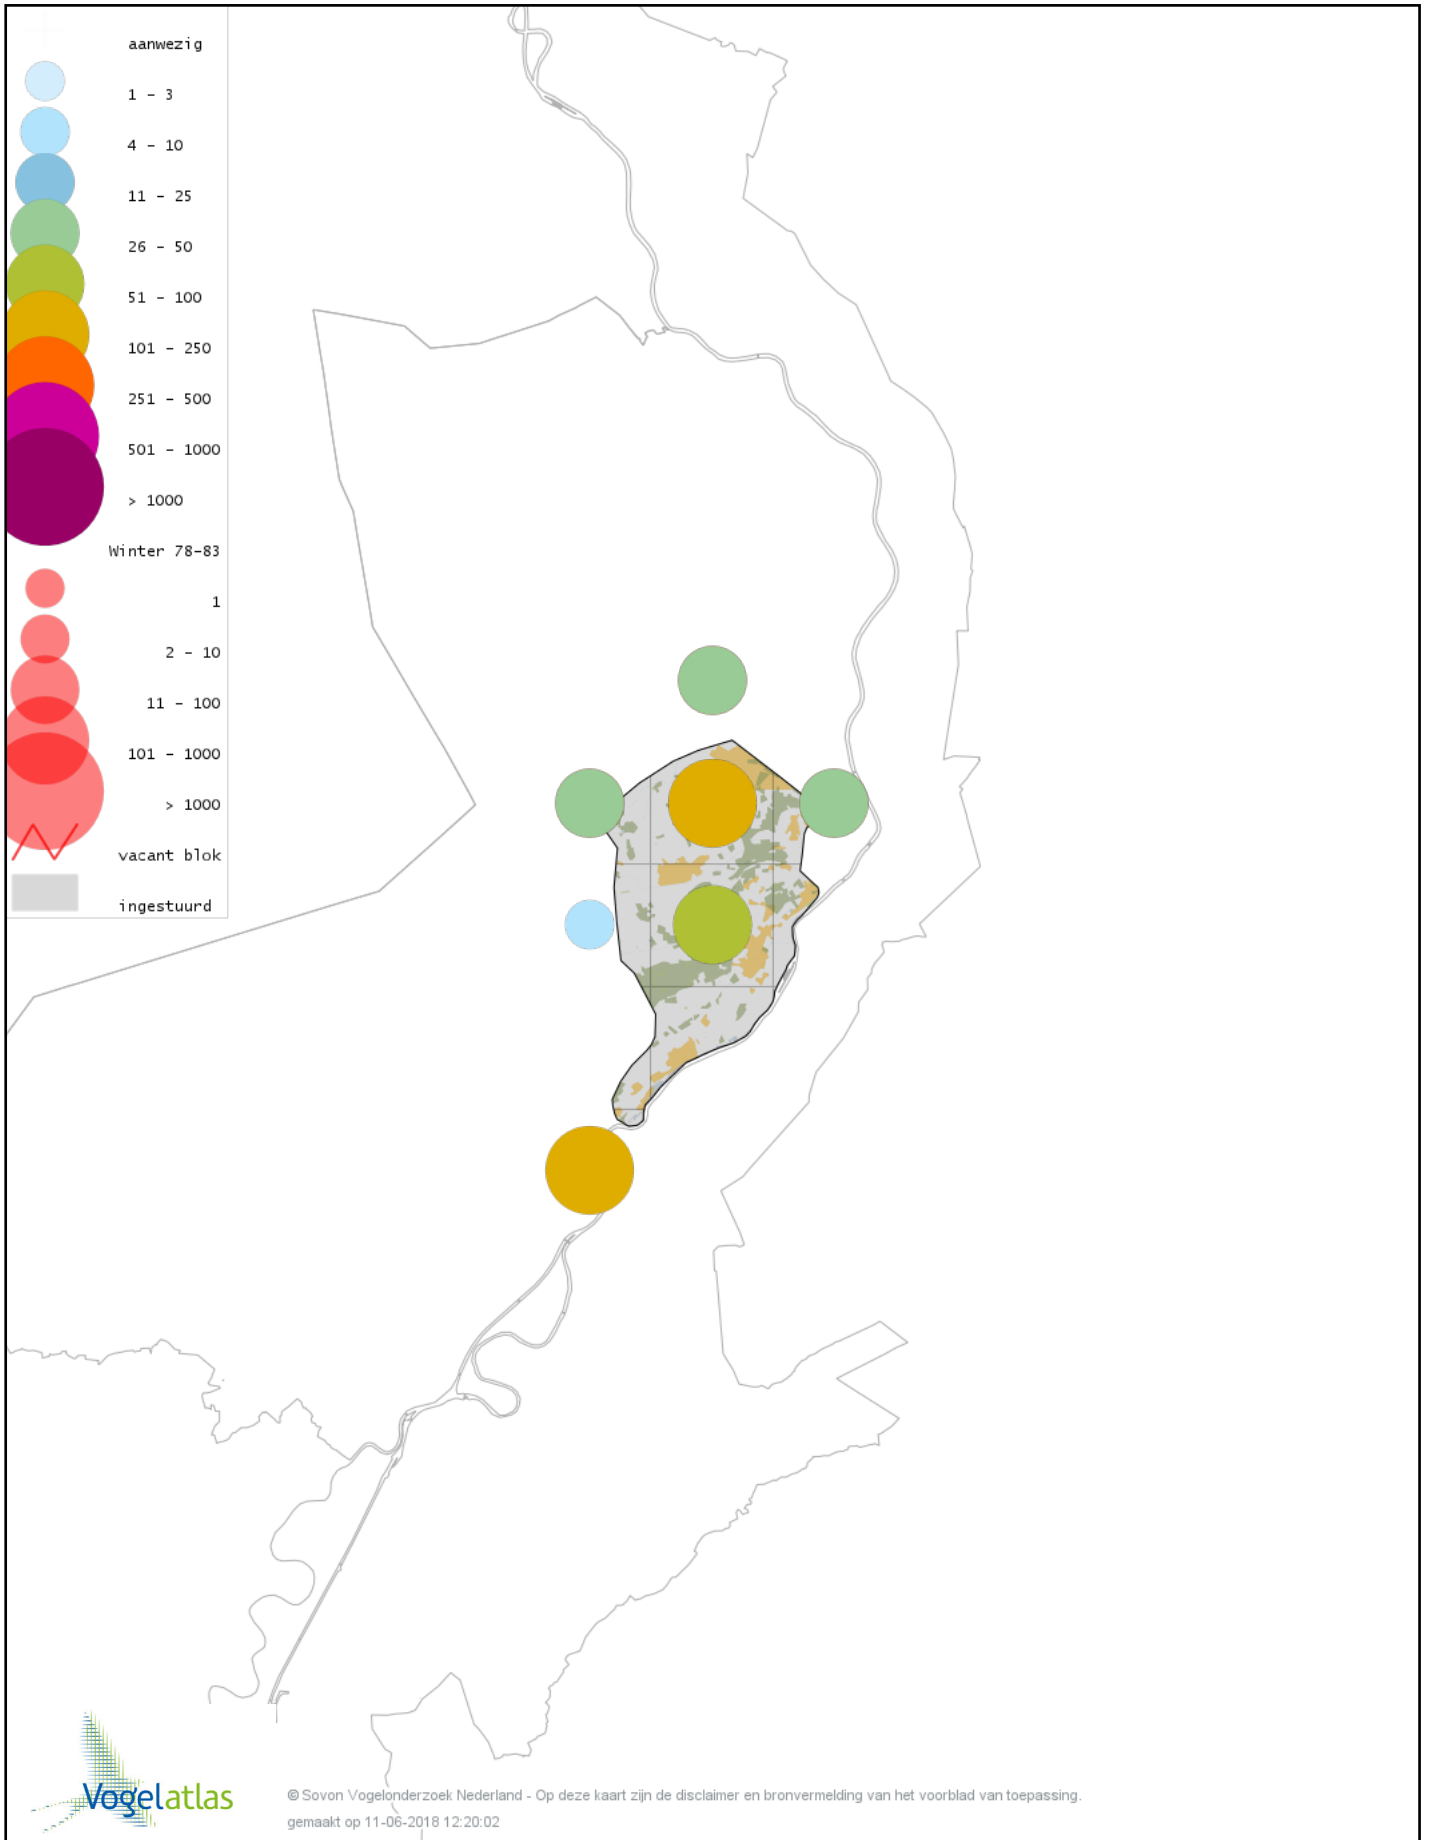 aanwezig
1 - 3
4 - 10
11 - 25
26 - 50
51 - 100
101 - 250
251 - 500
501 - 1000
> 1000
Winter 78-83
1
2 - 10
11 - 100
101 - 1000
> 1000
vacant blok
ingestuurd
Vogelatlas
© Sovon Vogelonderzoek Nederland - Op deze kaart zijn de disclaimer en bronvermelding van het voorblad van toepassing.
gemaakt op 11-06-2018 12:20:02